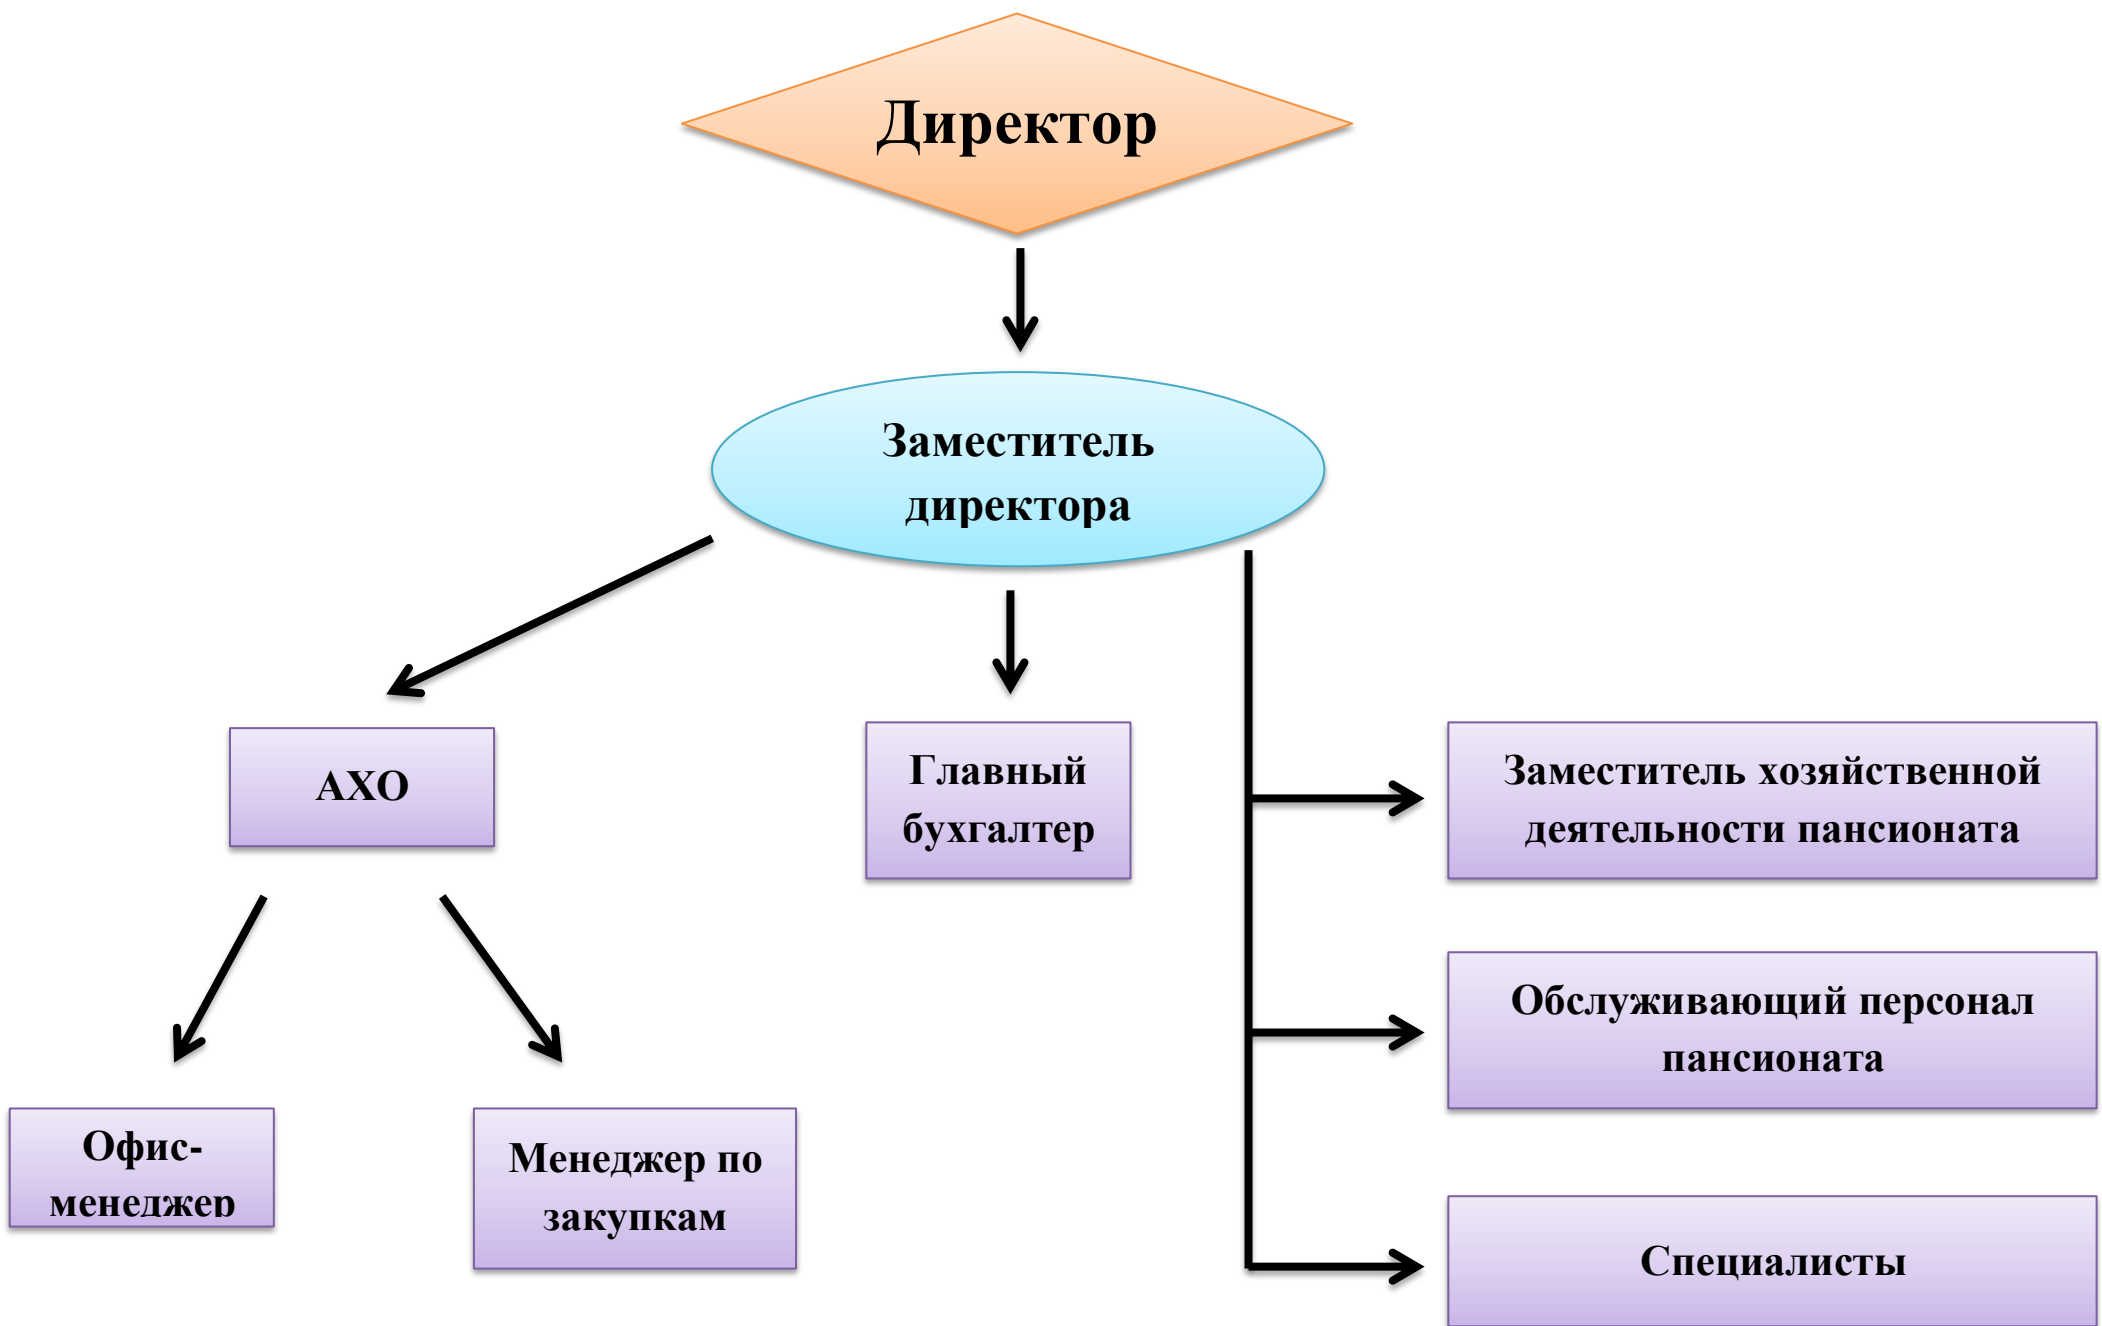 Директор
Заместитель
директора
АХО
Главный
бухгалтер
Заместитель хозяйственной
деятельности пансионата
Обслуживающий персонал
пансионата
Офис-
менеджер
Менеджер по
закупкам
Специалисты